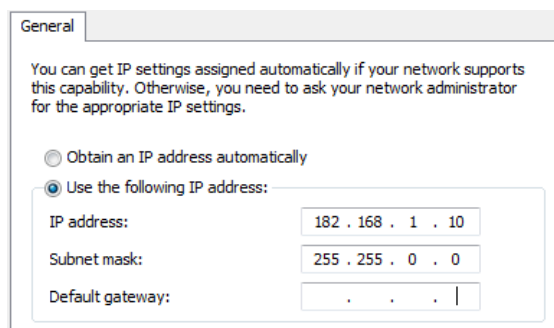 General
You can get IP settings assigned automatically if your network supports
this capability. Otherwise, you need to ask your network administrator
for the appropriate IP settings.
Obtain an IP address automatically
Use the following IP address:
IP address: 182 . 168 . 1 . 10
Subnet mask: 255 . 255 . 0 . 0
Default gateway: . . .